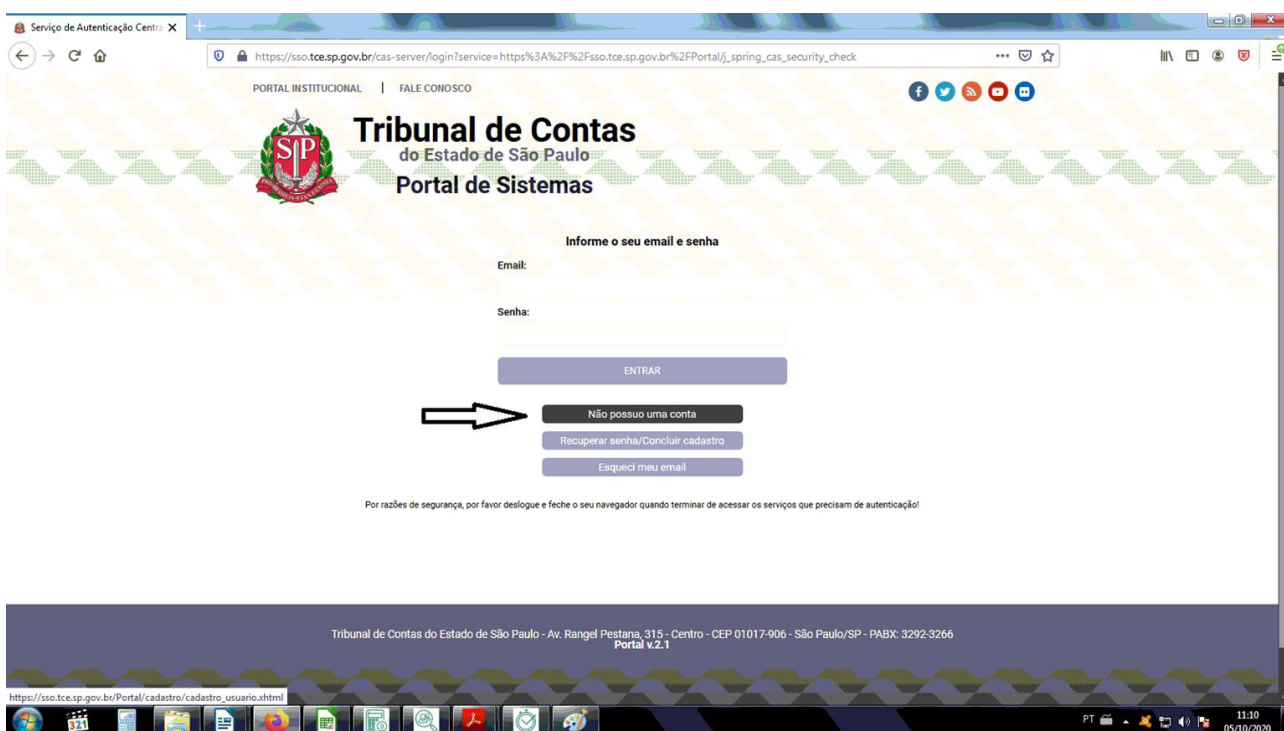 Serviço de Autenticação Centra
https://sso.tce.sp.gov.br/cas-server/login?service=https%3A%2F%2Fsso.tce.sp.gov.br%2FPortal/j_spring_cas_security_check
PORTAL INSTITUCIONAL | FALE CONOSCO
SP
Tribunal de Contas
do Estado de São Paulo
Portal de Sistemas
Informe o seu email e senha
Email:
Senha:
ENTRAR
Não possuo uma conta
Recuperar senha/Concluir cadastro
Esqueci meu email
Por razões de segurança, por favor deslogue e feche o seu navegador quando terminar de acessar os serviços que precisam de autenticação!
Tribunal de Contas do Estado de São Paulo - Av. Rangel Pestana, 315 - Centro - CEP 01017-906 - São Paulo/SP - PABX: 3292-3266
Portal v.2.1
https://sso.tce.sp.gov.br/Portal/cadastro/cadastro_usuario.xhtml
321
PT
11:10
05/10/2020